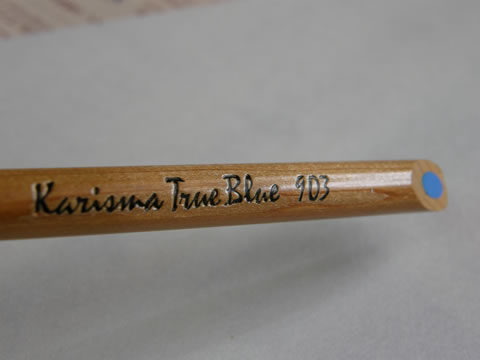 Karisma True Blue 903